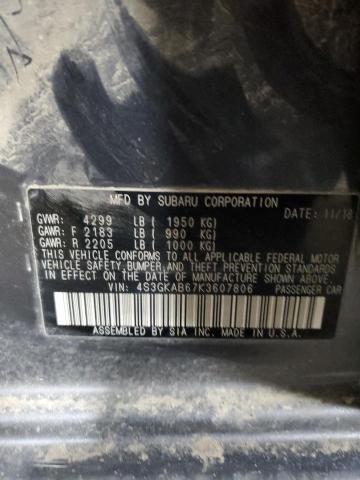 MFD BY SUBARU CORPORATION
DATE: 11/18
GVWR: 4299 LB ( 1950 KG)
GAWR: F 2183 LB ( 990 KG)
GAWR: R 2205 LB ( 1000 KG)
THIS VEHICLE CONFORMS TO ALL APPLICABLE FEDERAL MOTOR
VEHICLE SAFETY, BUMPER, AND THEFT PREVENTION STANDARDS
IN EFFECT ON THE DATE OF MANUFACTURE SHOWN ABOVE.
VIN: 4S3GKAB67K3607806 PASSENGER CAR
ASSEMBLED BY SIA INC. MADE IN U.S.A.